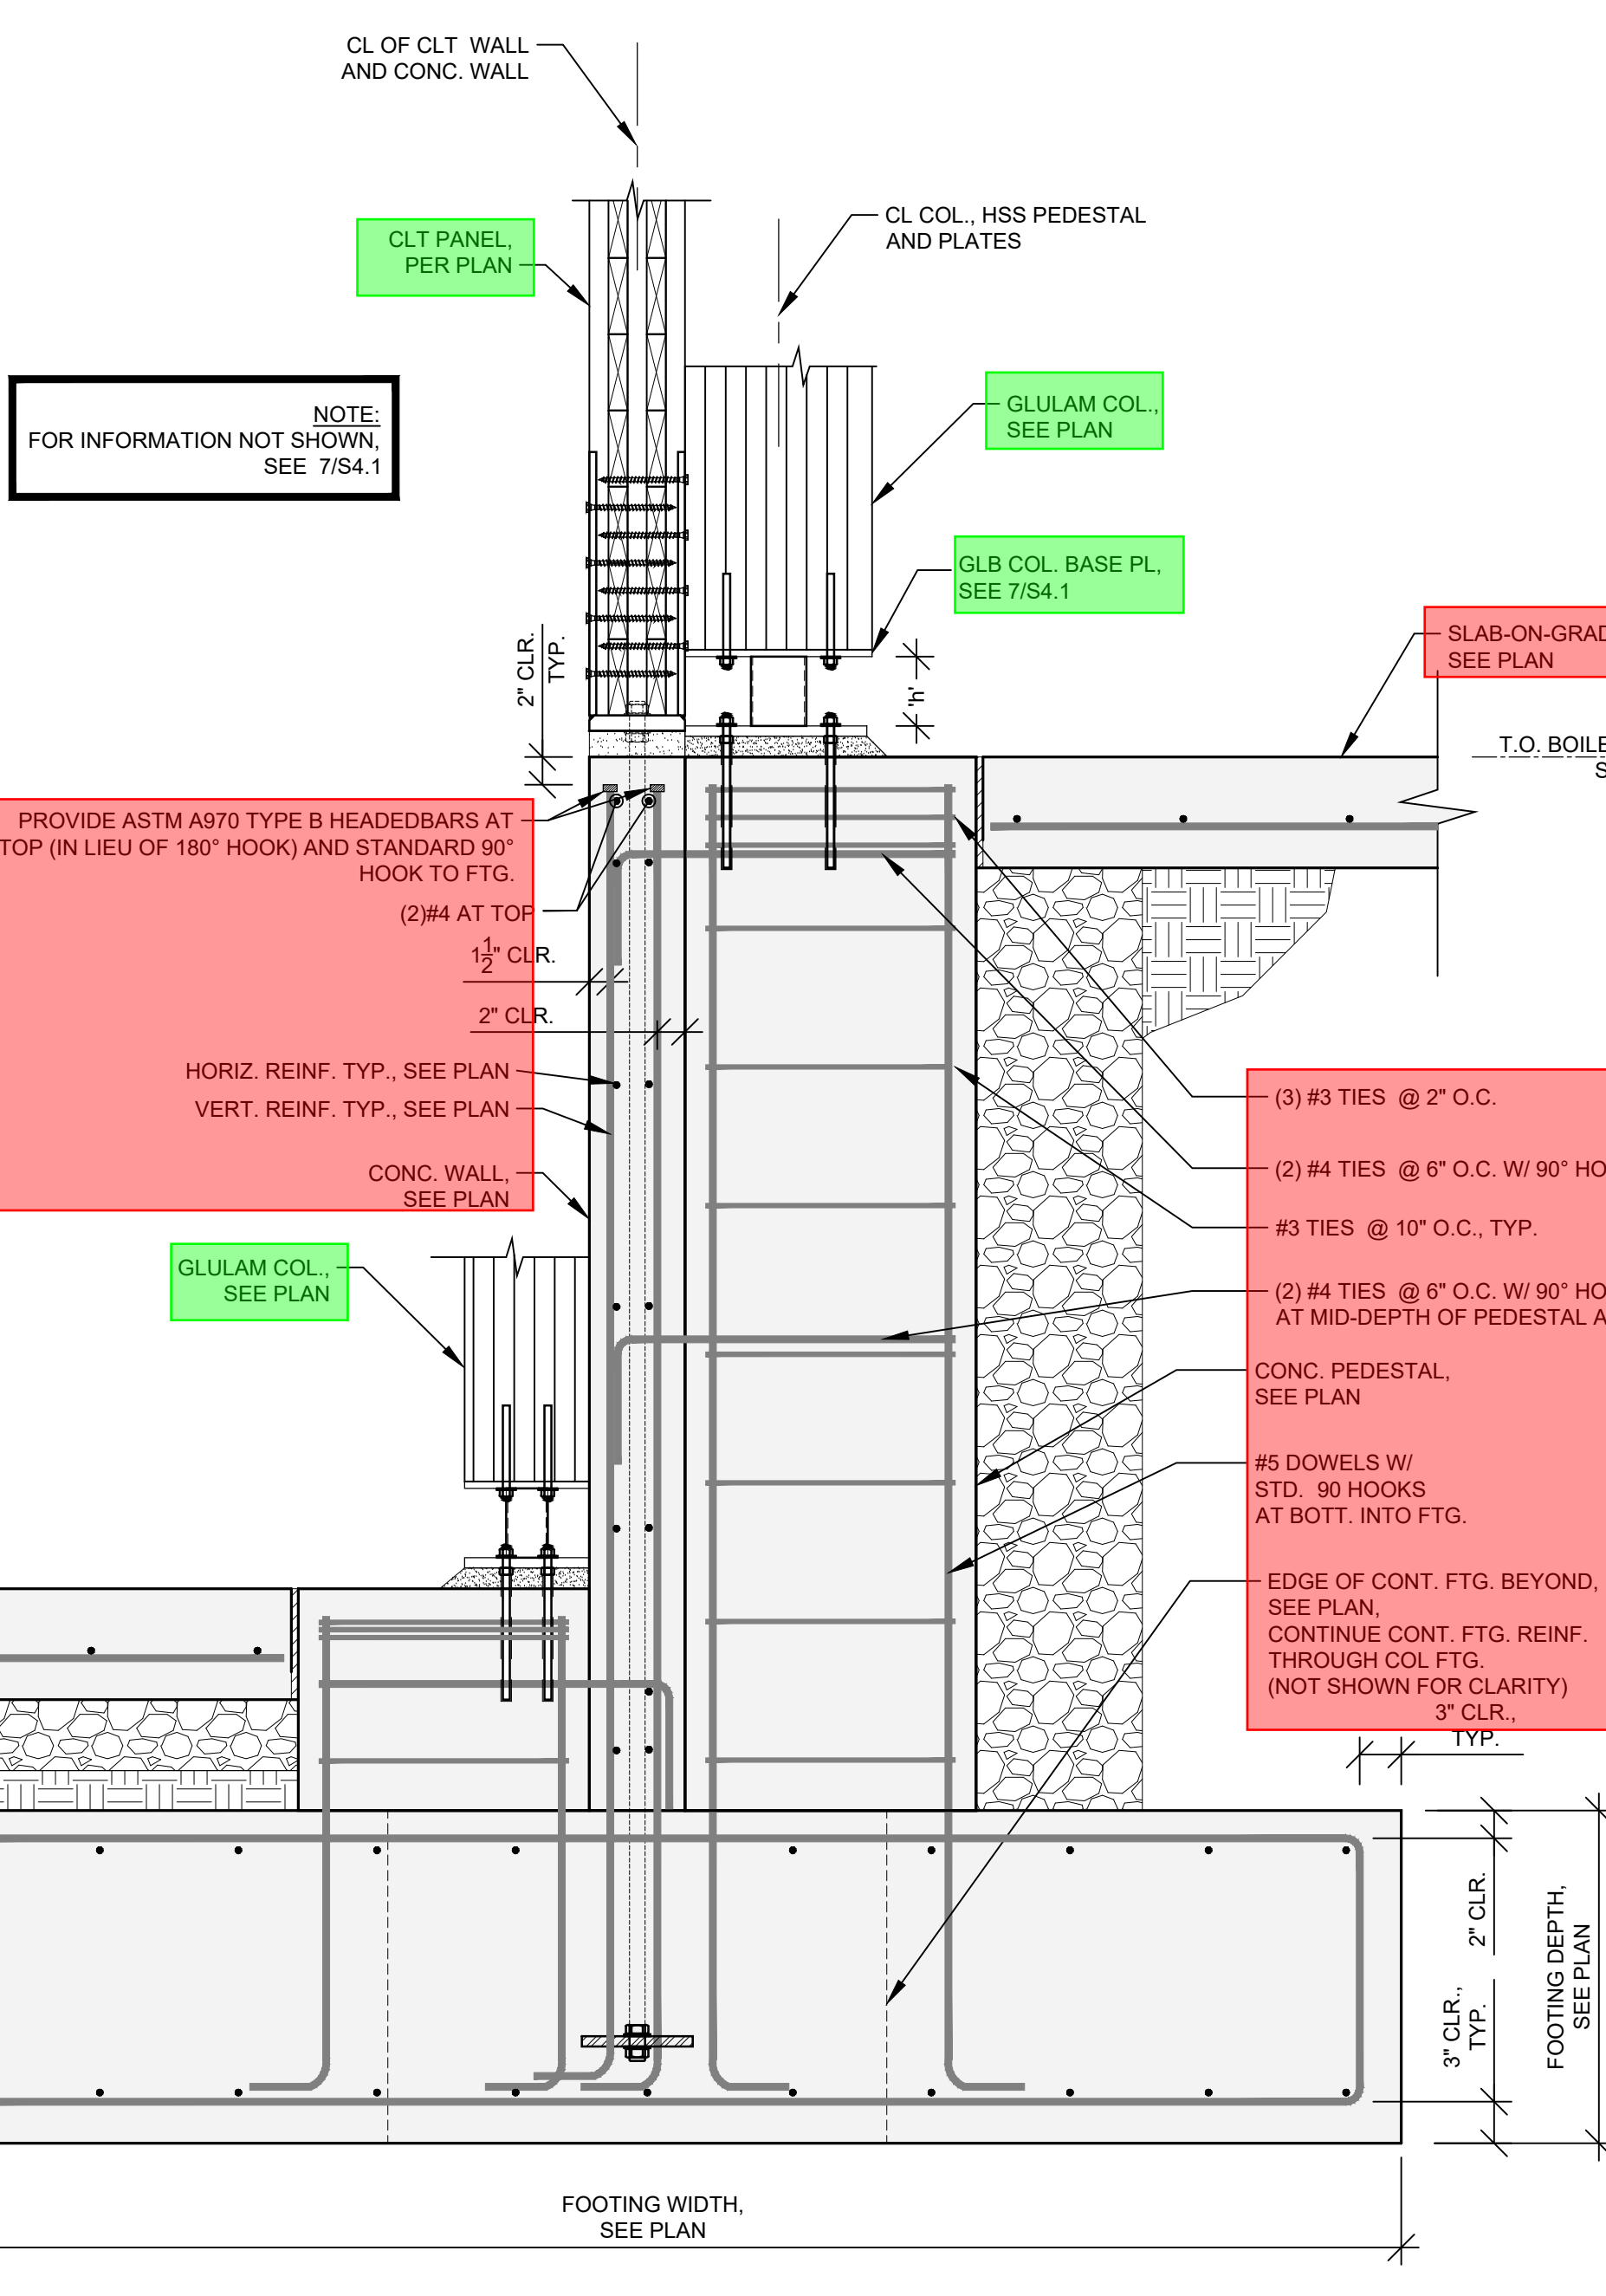 CL OF CLT WALL
AND CONC. WALL
CL COL., HSS PEDESTAL
AND PLATES
CLT PANEL,
PER PLAN
NOTE:
FOR INFORMATION NOT SHOWN,
SEE 7/S4.1
GLULAM COL.,
SEE PLAN
GLB COL. BASE PL,
SEE 7/S4.1
2" CLR.
TYP.
'h'
SLAB-ON-GRAD
SEE PLAN
T.O. BOILE
S
PROVIDE ASTM A970 TYPE B HEADEDBARS AT
TOP (IN LIEU OF 180° HOOK) AND STANDARD 90°
HOOK TO FTG.
(2)#4 AT TOP
1 1/2" CLR.
2" CLR.
HORIZ. REINF. TYP., SEE PLAN
VERT. REINF. TYP., SEE PLAN
CONC. WALL,
SEE PLAN
GLULAM COL.,
SEE PLAN
(3) #3 TIES @ 2" O.C.
(2) #4 TIES @ 6" O.C. W/ 90° HO
#3 TIES @ 10" O.C., TYP.
(2) #4 TIES @ 6" O.C. W/ 90° HO
AT MID-DEPTH OF PEDESTAL A
CONC. PEDESTAL,
SEE PLAN
#5 DOWELS W/
STD. 90 HOOKS
AT BOTT. INTO FTG.
EDGE OF CONT. FTG. BEYOND,
SEE PLAN,
CONTINUE CONT. FTG. REINF.
THROUGH COL FTG.
(NOT SHOWN FOR CLARITY)
3" CLR.,
TYP.
2" CLR.
3" CLR.,
TYP.
FOOTING DEPTH,
SEE PLAN
FOOTING WIDTH,
SEE PLAN